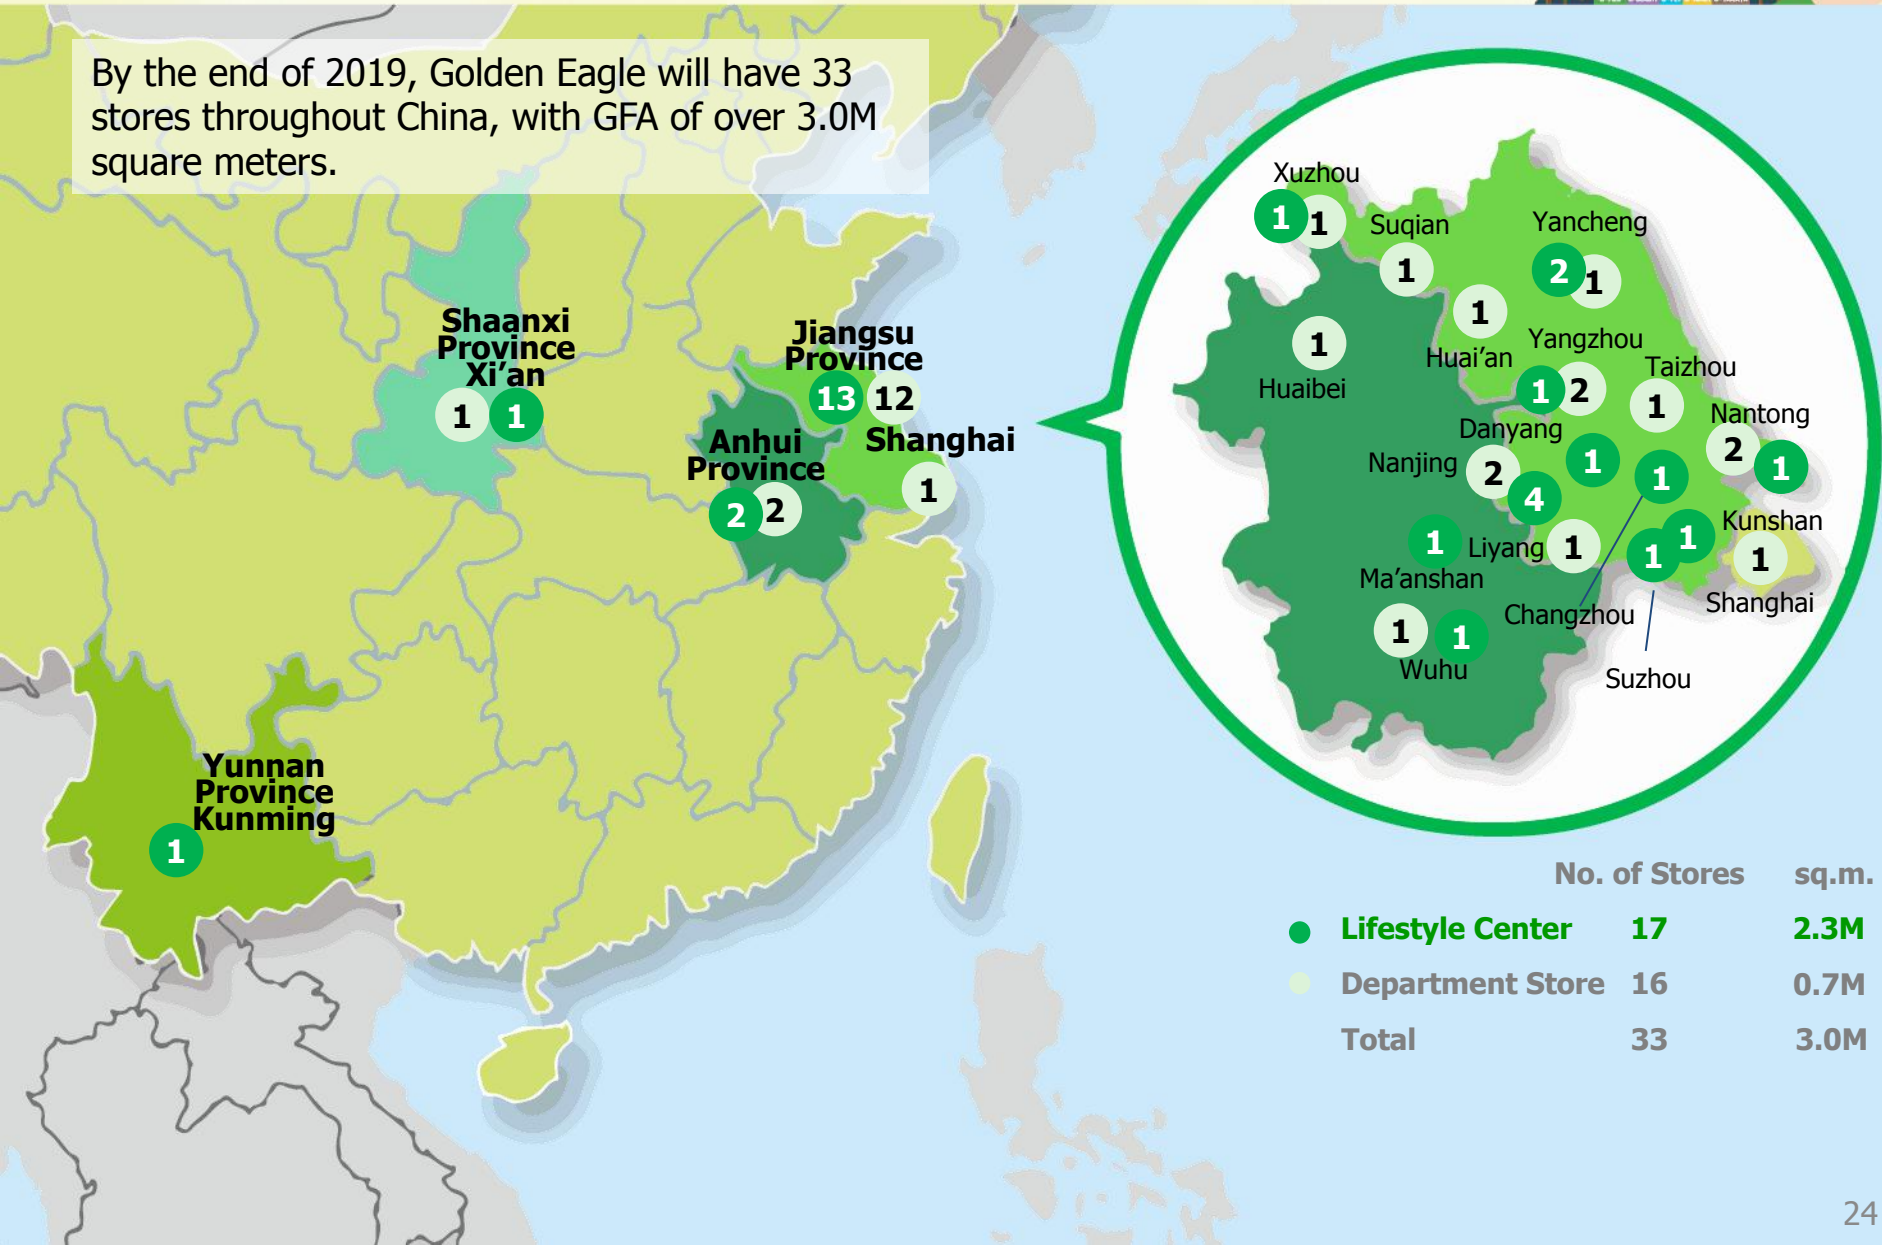 By the end of 2019, Golden Eagle will have 33
stores throughout China, with GFA of over 3.0M
square meters.
Shaanxi
Province
Xi’an
1 1
Jiangsu
Province
13 12
Anhui
Province
2 2
Shanghai
1
Yunnan
Province
Kunming
1
Xuzhou
1 1
Suqian
1
Yancheng
2 1
1
Huai’an
1
Huaibei
Yangzhou
1 2
Taizhou
1
Nantong
2 1
Danyang
1
Nanjing 2
4
1
1
Ma’anshan
Liyang 1
Changzhou
1 1
Kunshan
1
Shanghai
1 1
Wuhu
Suzhou
No. of Stores sq.m.
Lifestyle Center 17 2.3M
Department Store 16 0.7M
Total 33 3.0M
24